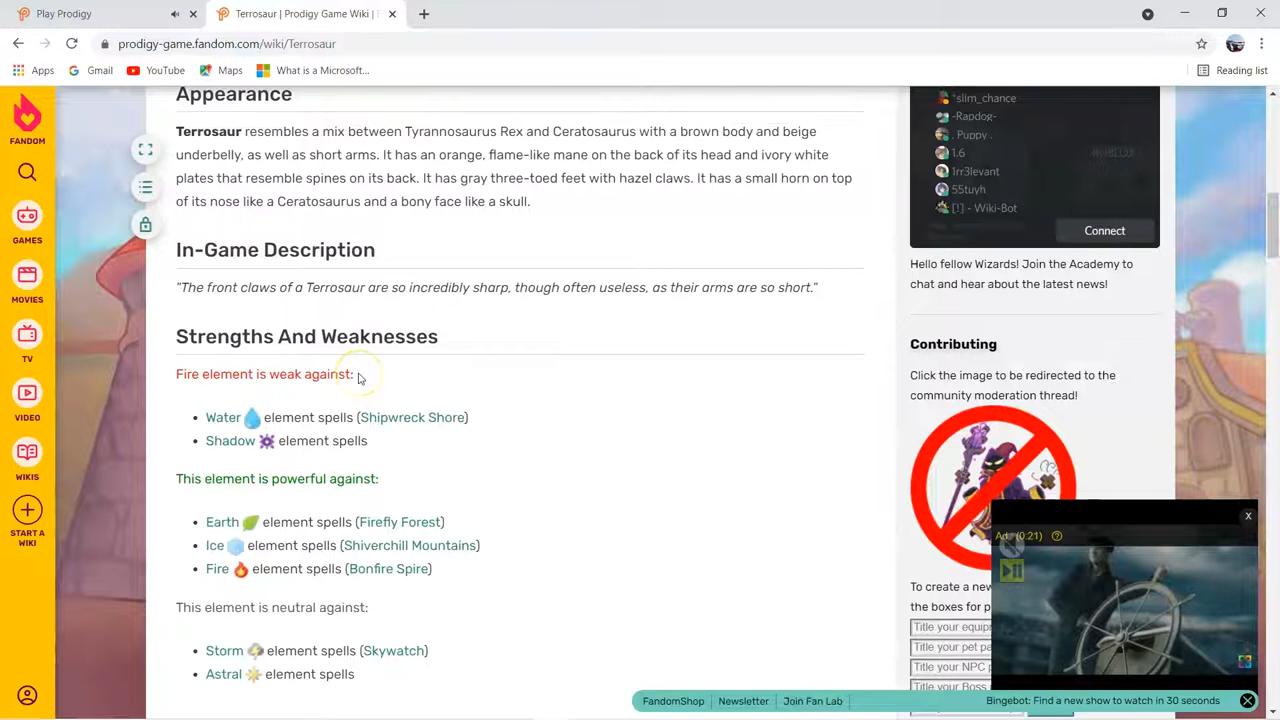 Play Prodigy
Terrosaur | Prodigy Game Wiki |
prodigy-game.fandom.com/wiki/Terrosaur
Apps
Gmail
YouTube
Maps
What is a Microsoft...
Reading list
FANDOM
GAMES
MOVIES
TV
VIDEO
WIKIS
START A
WIKI
Appearance
Terrosaur resembles a mix between Tyrannosaurus Rex and Ceratosaurus with a brown body and beige
underbelly, as well as short arms. It has an orange, flame-like mane on the back of its head and ivory white
plates that resemble spines on its back. It has gray three-toed feet with hazel claws. It has a small horn on top
of its nose like a Ceratosaurus and a bony face like a skull.
In-Game Description
"The front claws of a Terrosaur are so incredibly sharp, though often useless, as their arms are so short."
Strengths And Weaknesses
Fire element is weak against:
• Water element spells (Shipwreck Shore)
• Shadow element spells
This element is powerful against:
• Earth element spells (Firefly Forest)
• Ice element spells (Shiverchill Mountains)
• Fire element spells (Bonfire Spire)
This element is neutral against:
• Storm element spells (Skywatch)
• Astral element spells
*slim_chance
-Rapdog-
. Puppy .
1.6
1rr3levant
55tuyh
[!] - Wiki-Bot
Connect
Hello fellow Wizards! Join the Academy to
chat and hear about the latest news!
Contributing
Click the image to be redirected to the
community moderation thread!
X
Ad (0:21)
To create a new
the boxes for p
Title your equip
Title your pet pa
Title your NPC p
Title your Boss
FandomShop
Newsletter
Join Fan Lab
Bingebot: Find a new show to watch in 30 seconds